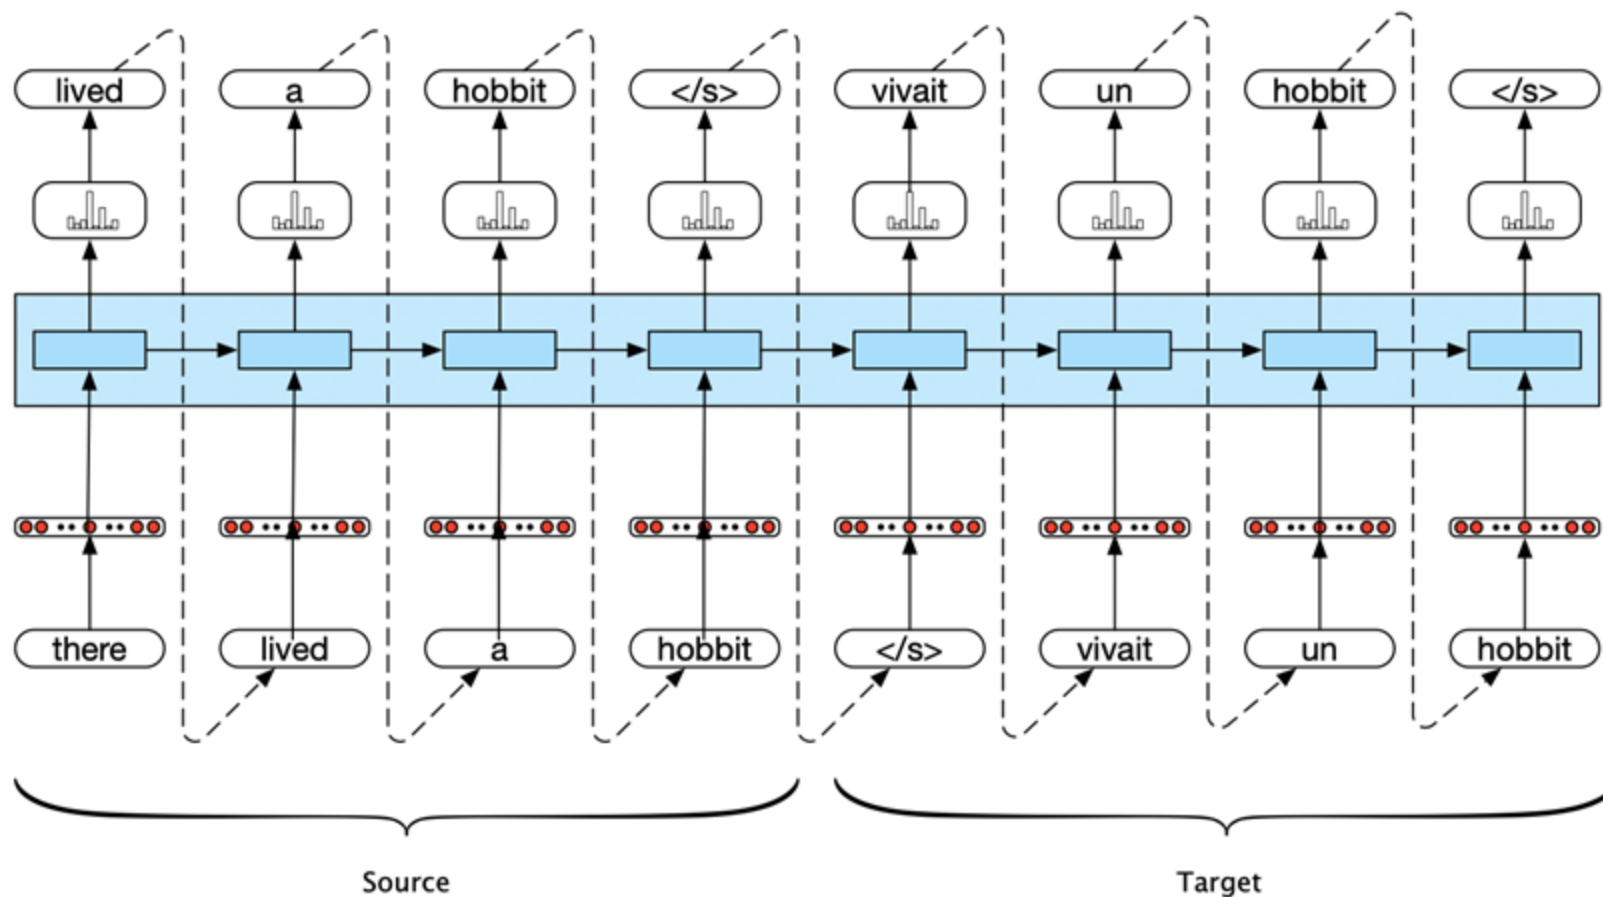 lived a hobbit </s> vivait un hobbit </s>
there lived a hobbit </s> vivait un hobbit
Source Target